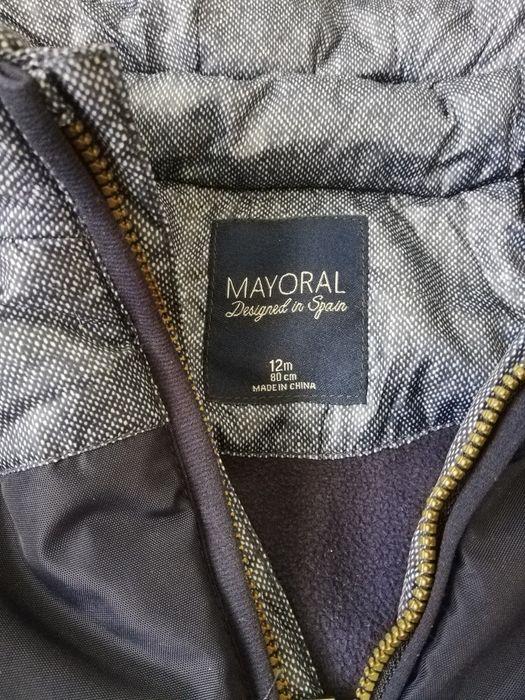 MAYORAL
Designed in Spain
12m
80 cm
MADE IN CHINA